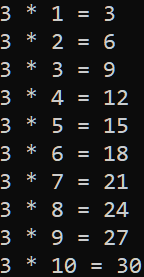 3 * 1 = 3
3 * 2 = 6
3 * 3 = 9
3 * 4 = 12
3 * 5 = 15
3 * 6 = 18
3 * 7 = 21
3 * 8 = 24
3 * 9 = 27
3 * 10 = 30